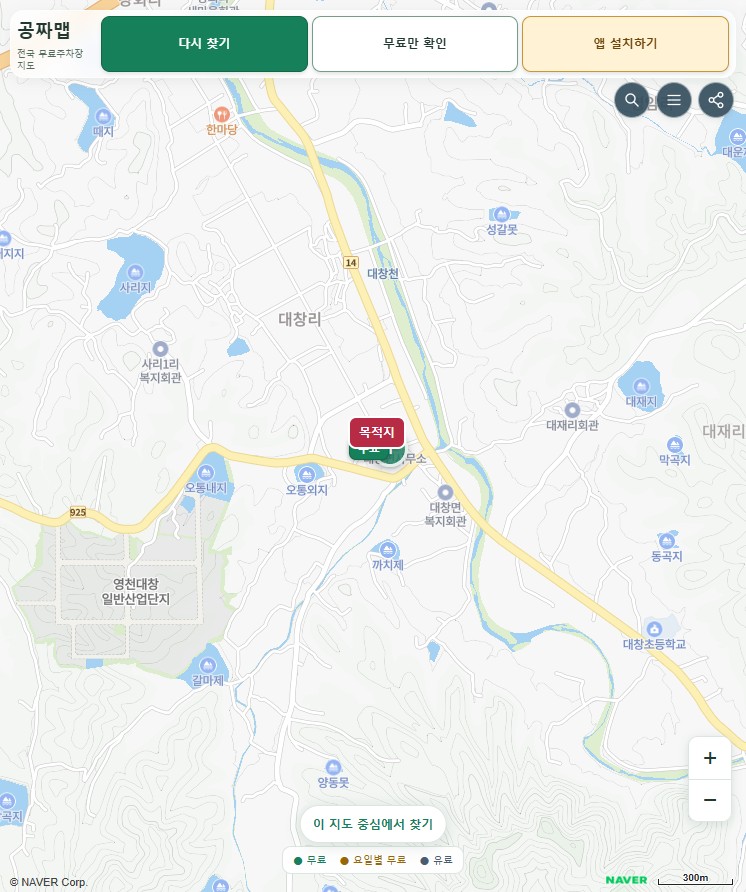 공짜맵
전국 무료주차장
지도
다시 찾기
무료만 확인
앱 설치하기
새마을회관
때지
한마당
성갈못
사리지
14
대창천
대창리
사리1리
복지회관
대재지
대재리회관
대재리
막곡지
목적지
오통내지
오통외지
925
대창면
복지회관
까치제
동곡지
영천대창
일반산업단지
대창초등학교
갈마제
양동못
+
−
이 지도 중심에서 찾기
무료
요일별 무료
유료
© NAVER Corp.
NAVER
300m